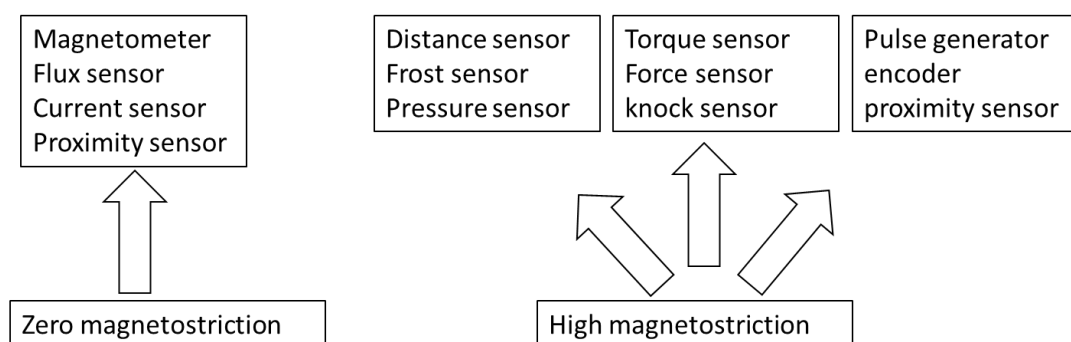 Magnetometer
Flux sensor
Current sensor
Proximity sensor
Distance sensor
Frost sensor
Pressure sensor
Torque sensor
Force sensor
knock sensor
Pulse generator
encoder
proximity sensor
Zero magnetostriction
High magnetostriction